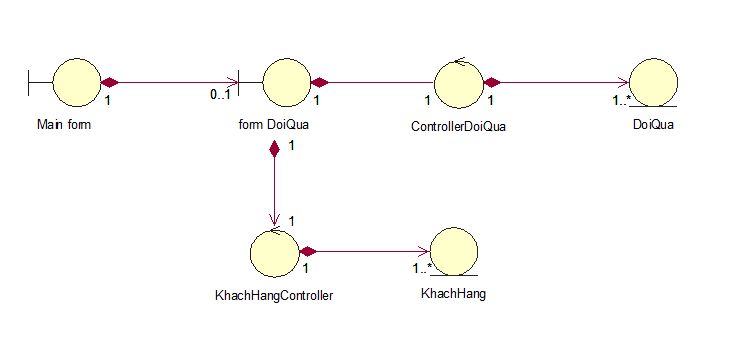 1
0..1
1
1
1
1..*
Main form
form DoiQua
ControllerDoiQua
DoiQua
1
1
1
1..*
KhachHangController
KhachHang